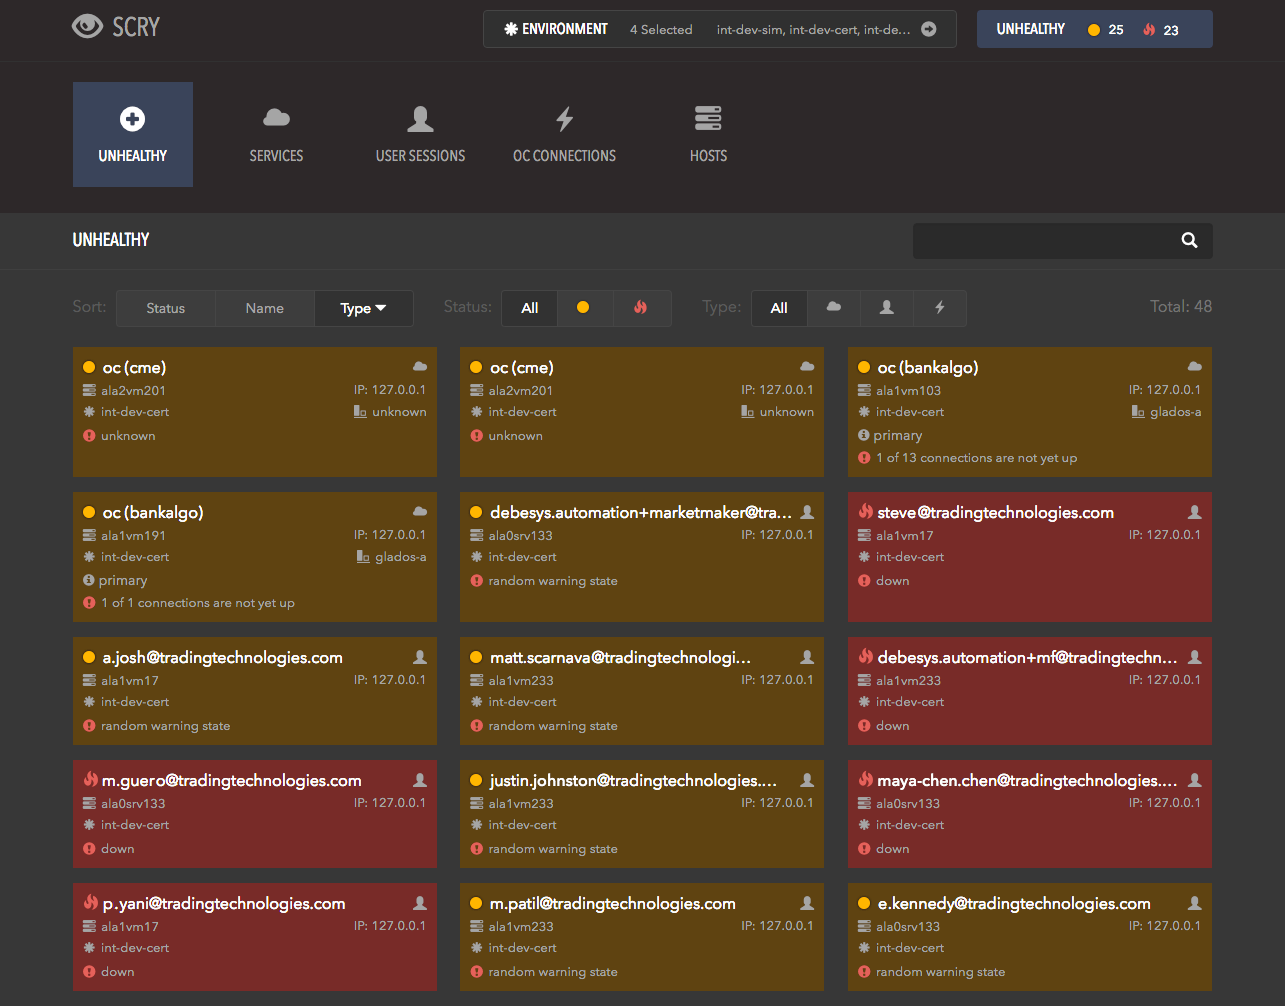 SCRY
ENVIRONMENT 4 Selected int-dev-sim, int-dev-cert, int-de...
UNHEALTHY 25 23
UNHEALTHY
SERVICES
USER SESSIONS
OC CONNECTIONS
HOSTS
UNHEALTHY
Sort: Status Name Type
Status: All
Type: All
Total: 48
oc (cme)
ala2vm201 IP: 127.0.0.1
int-dev-cert unknown
unknown
oc (cme)
ala2vm201 IP: 127.0.0.1
int-dev-cert unknown
unknown
oc (bankalgo)
ala1vm103 IP: 127.0.0.1
int-dev-cert glados-a
primary
1 of 13 connections are not yet up
oc (bankalgo)
ala1vm191 IP: 127.0.0.1
int-dev-cert glados-a
primary
1 of 1 connections are not yet up
debesys.automation+marketmaker@tra...
ala0srv133 IP: 127.0.0.1
int-dev-cert
random warning state
steve@tradingtechnologies.com
ala1vm17 IP: 127.0.0.1
int-dev-cert
down
a.josh@tradingtechnologies.com
ala1vm17 IP: 127.0.0.1
int-dev-cert
random warning state
matt.scarnava@tradingtechnologi...
ala1vm233 IP: 127.0.0.1
int-dev-cert
random warning state
debesys.automation+mf@tradingtechn...
ala1vm233 IP: 127.0.0.1
int-dev-cert
down
m.guero@tradingtechnologies.com
ala0srv133 IP: 127.0.0.1
int-dev-cert
down
justin.johnston@tradingtechnologies....
ala1vm233 IP: 127.0.0.1
int-dev-cert
random warning state
maya-chen.chen@tradingtechnologies....
ala0srv133 IP: 127.0.0.1
int-dev-cert
down
p.yani@tradingtechnologies.com
ala1vm17 IP: 127.0.0.1
int-dev-cert
down
m.patil@tradingtechnologies.com
ala1vm233 IP: 127.0.0.1
int-dev-cert
random warning state
e.kennedy@tradingtechnologies.com
ala0srv133 IP: 127.0.0.1
int-dev-cert
random warning state